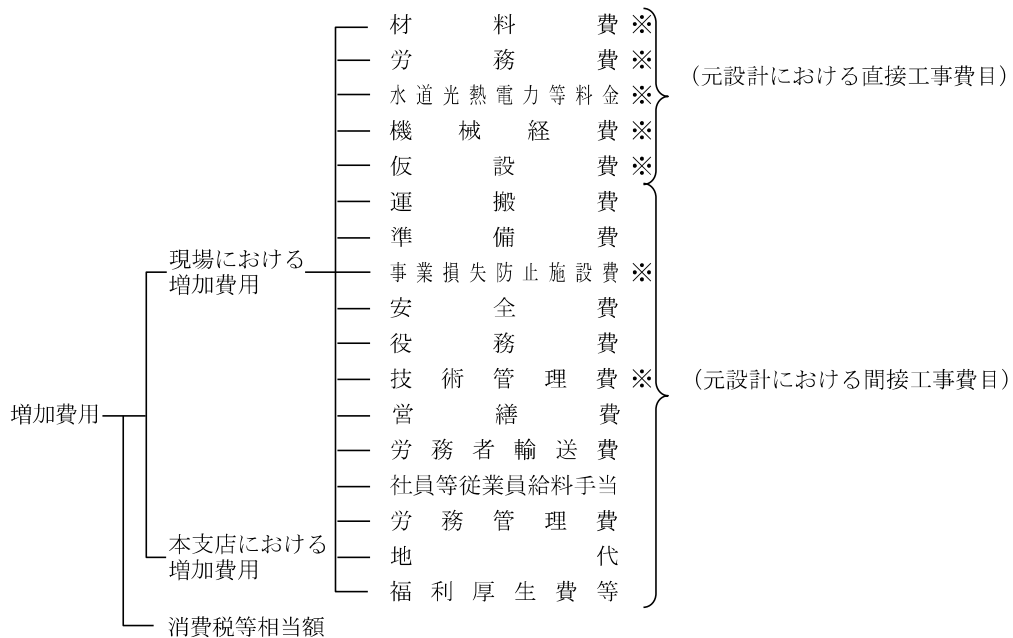 材料費※
労務費※
水道光熱電力等料金※
機械経費※
仮設費※
(元設計における直接工事費目)
運搬費
準備費
事業損失防止施設費※
安全費
役務費
技術管理費※
営繕費
労務者輸送費
社員等従業員給料手当
労務管理費
地代
福利厚生費等
(元設計における間接工事費目)
現場における
増加費用
増加費用
本支店における
増加費用
消費税等相当額